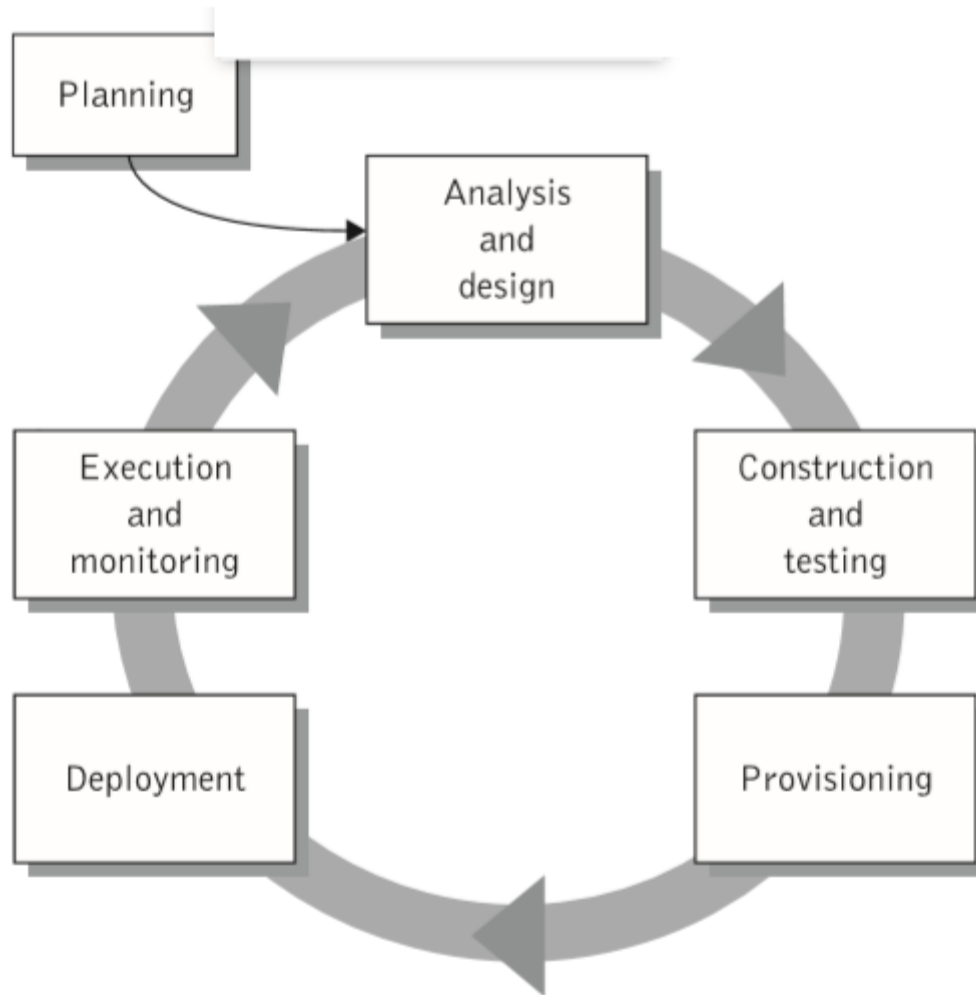 Planning
Analysis
and
design
Execution
and
monitoring
Construction
and
testing
Deployment
Provisioning